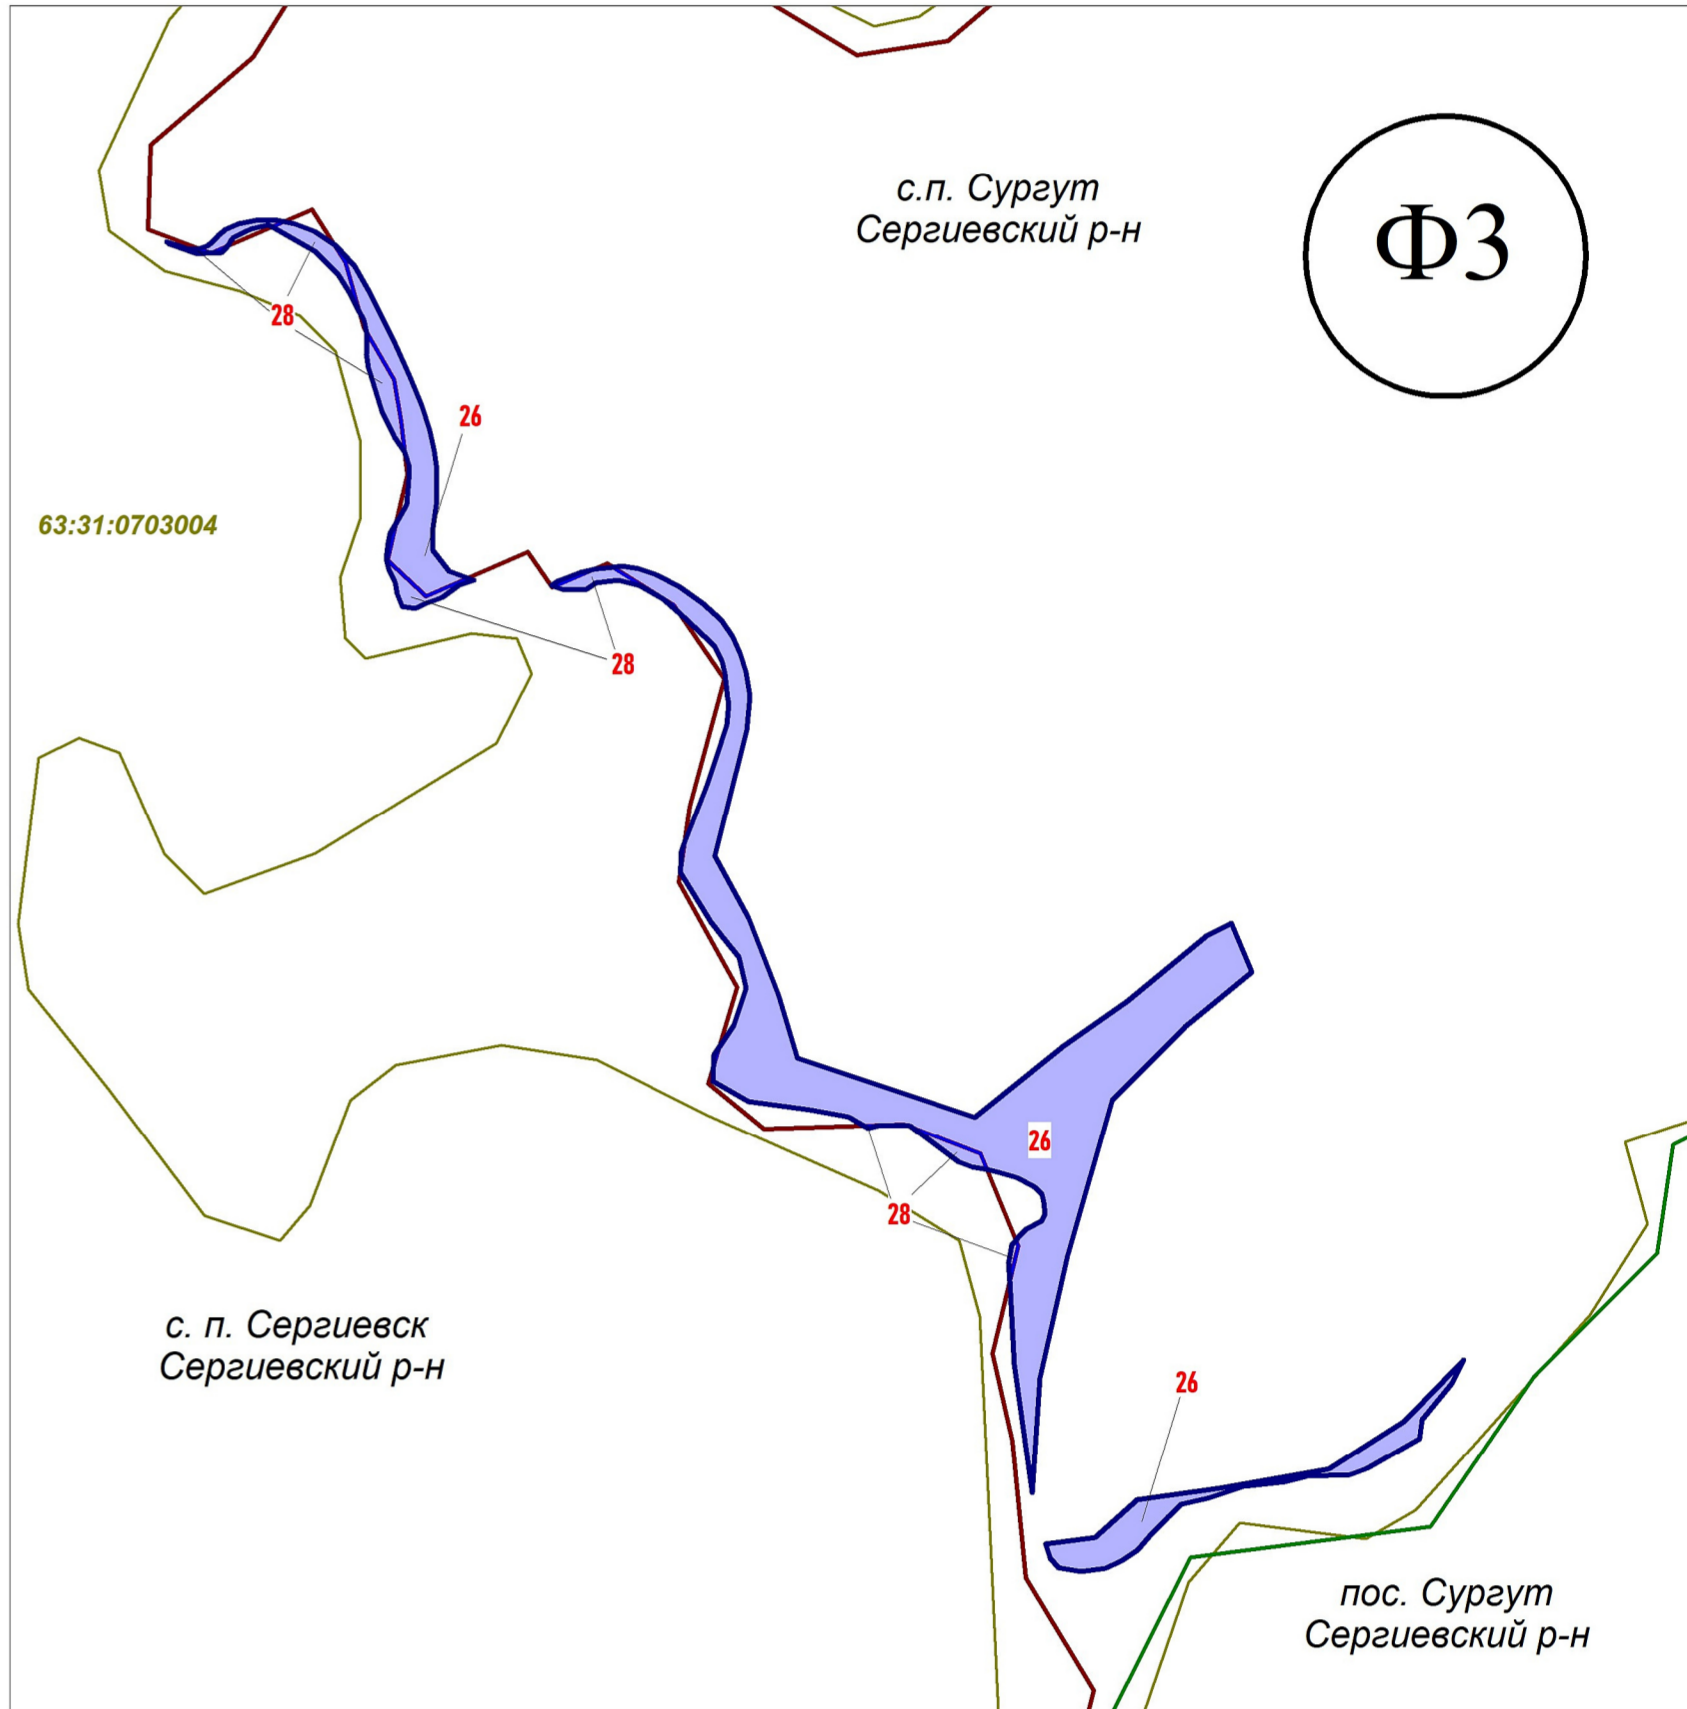 с.п. Сургут
Сергиевский р-н
Ф3
28
26
63:31:0703004
28
26
28
с. п. Сергиевск
Сергиевский р-н
26
пос. Сургут
Сергиевский р-н